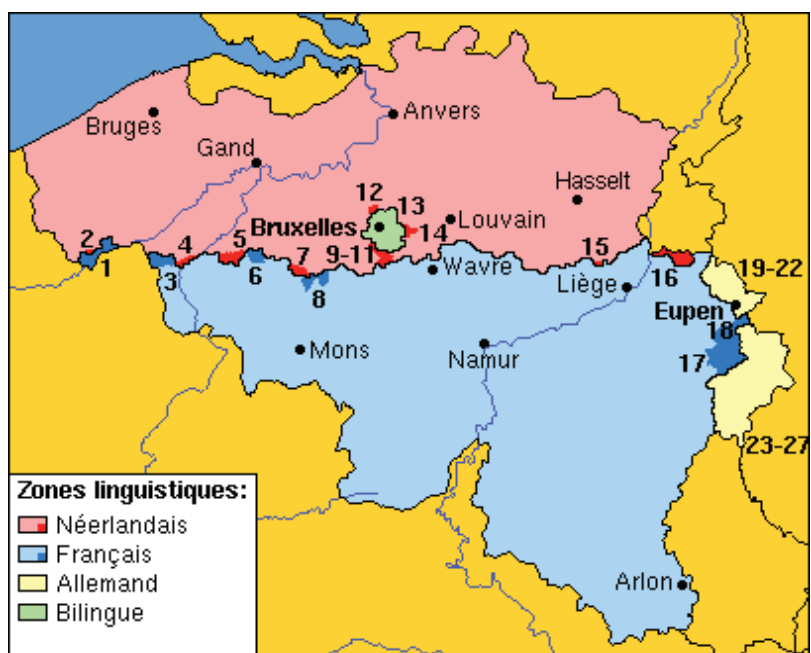 Bruges
Anvers
Gand
Hasselt
12
13
Bruxelles
Louvain
14
2
1
3
4
5
6
7
8
9-11
Wavre
15
16
Liège
19-22
Eupen
18
17
Mons
Namur
23-27
Arlon
Zones linguistiques:
Néerlandais
Français
Allemand
Bilingue